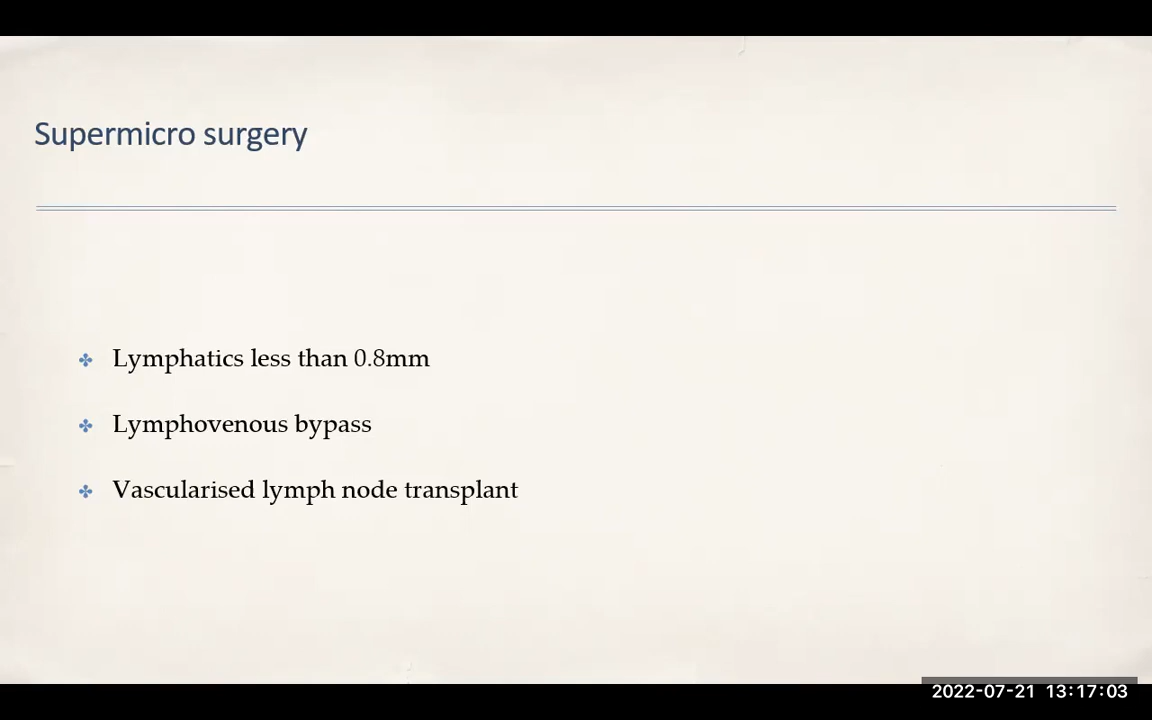 Supermicro surgery
Lymphatics less than 0.8mm
Lymphovenous bypass
Vascularised lymph node transplant
2022-07-21 13:17:03